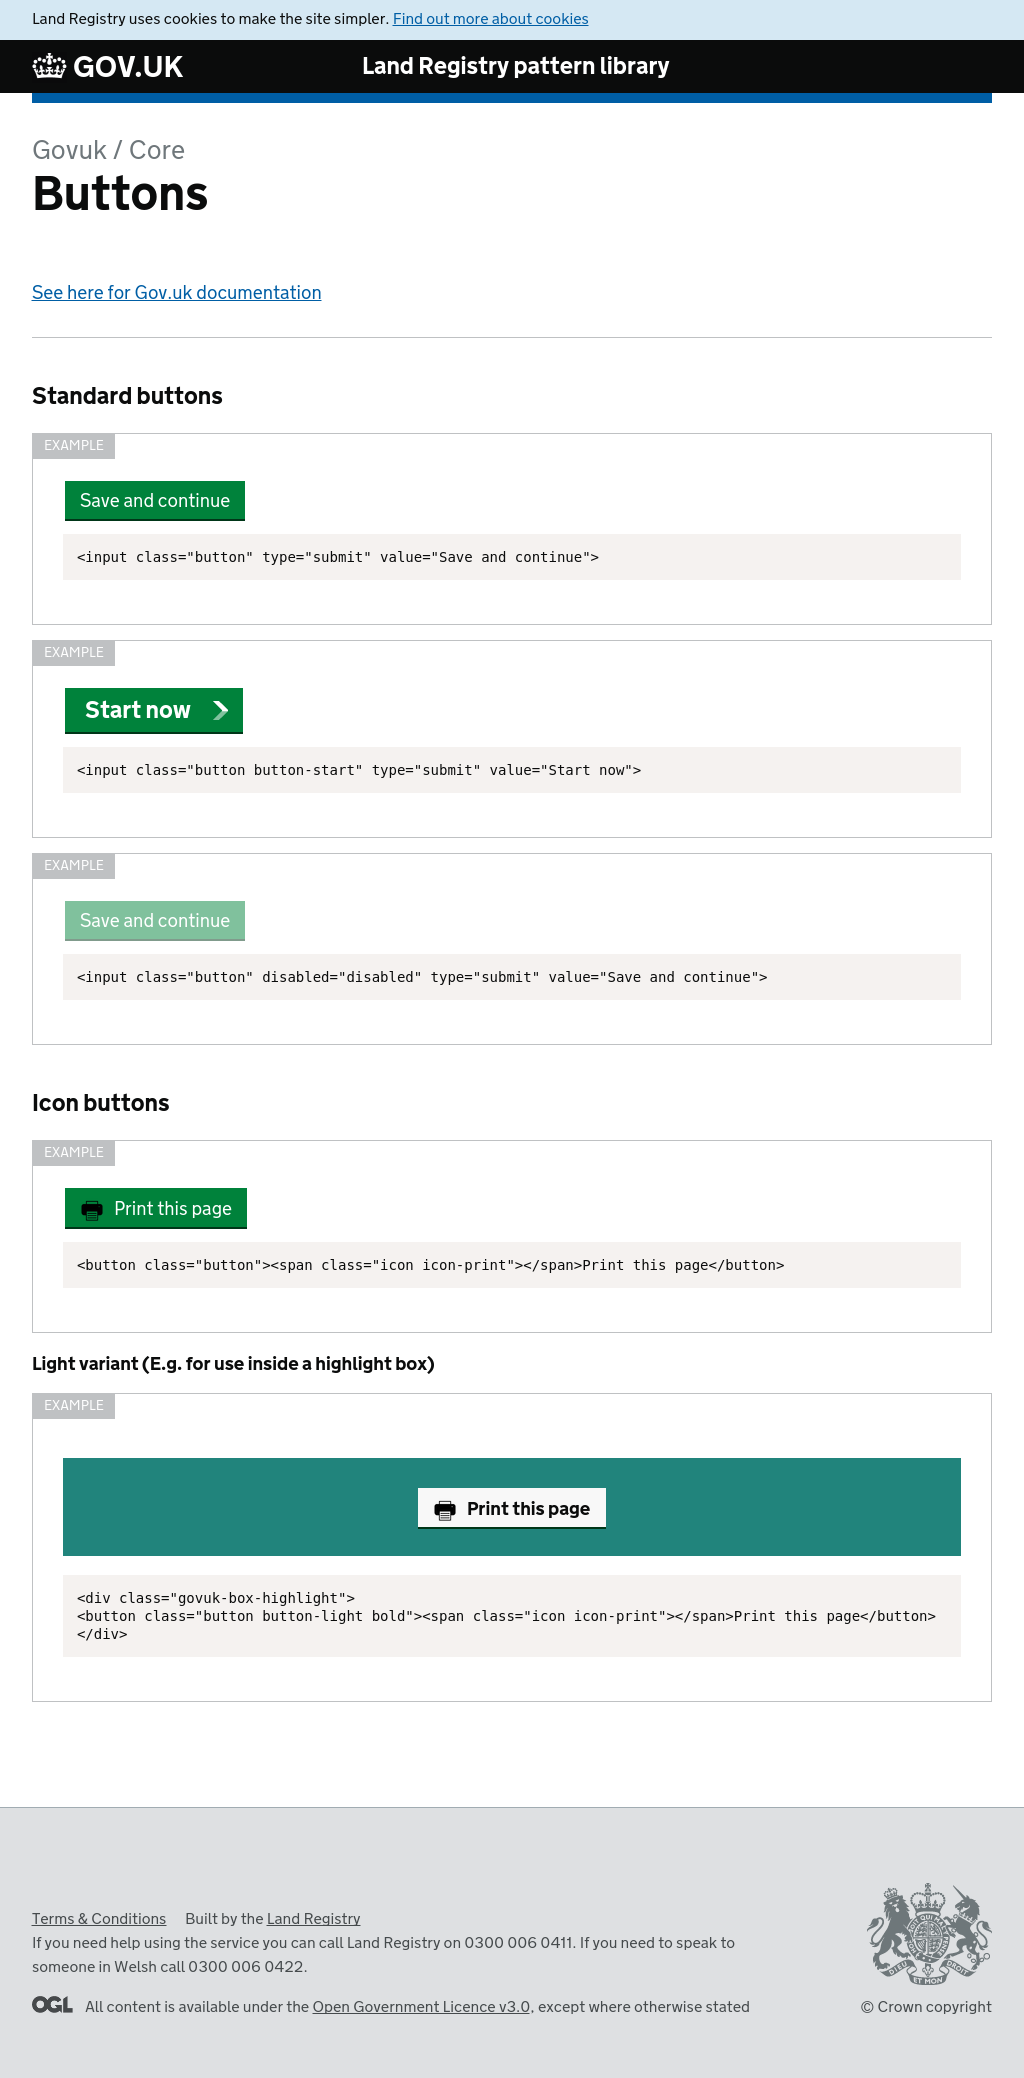 Land Registry uses cookies to make the site simpler. Find out more about cookies
GOV.UK
Land Registry pattern library
Govuk / Core
Buttons
See here for Gov.uk documentation
Standard buttons
EXAMPLE
Save and continue
<input class="button" type="submit" value="Save and continue">
EXAMPLE
Start now
<input class="button button-start" type="submit" value="Start now">
EXAMPLE
Save and continue
<input class="button" disabled="disabled" type="submit" value="Save and continue">
Icon buttons
EXAMPLE
Print this page
<button class="button"><span class="icon icon-print"></span>Print this page</button>
Light variant (E.g. for use inside a highlight box)
EXAMPLE
Print this page
<div class="govuk-box-highlight">
<button class="button button-light bold"><span class="icon icon-print"></span>Print this page</button>
</div>
Terms & Conditions Built by the Land Registry
If you need help using the service you can call Land Registry on 0300 006 0411. If you need to speak to
someone in Welsh call 0300 006 0422.
OGL All content is available under the Open Government Licence v3.0, except where otherwise stated
DIEU ET MON DROIT
© Crown copyright